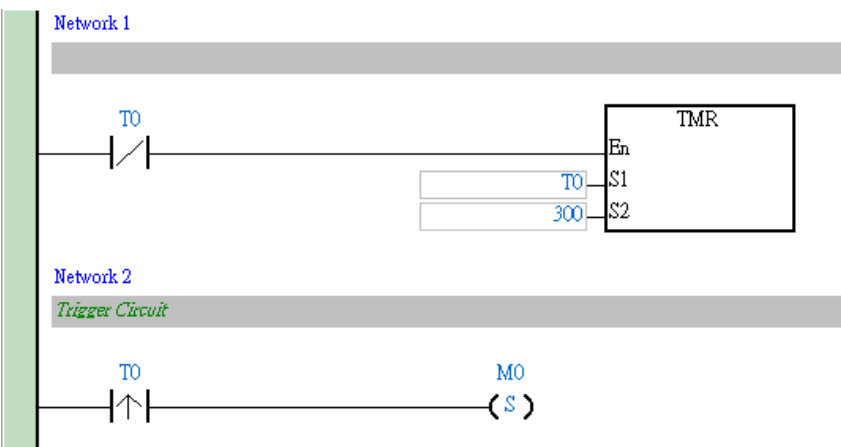 Network 1
T0
TMR
En
T0 S1
300 S2
Network 2
Trigger Circuit
T0 M0
S